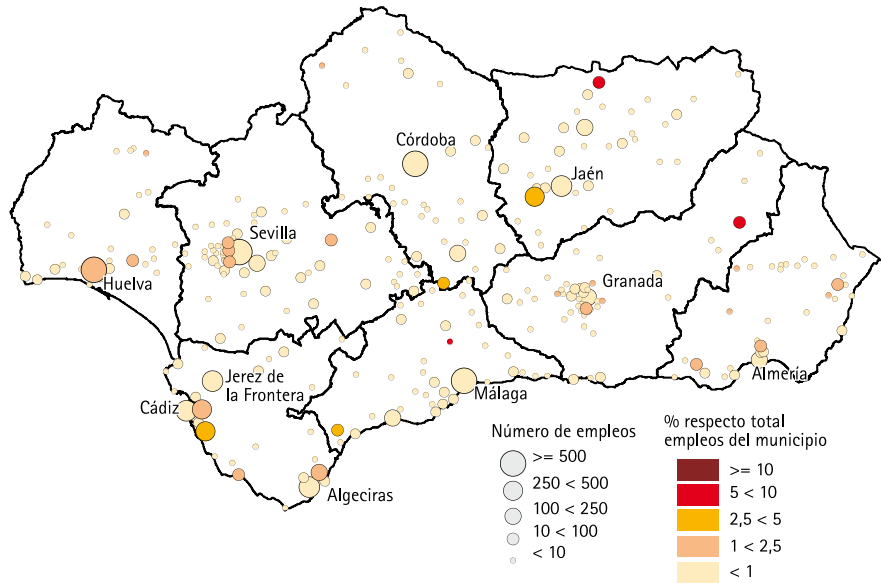 Córdoba
Jaén
Sevilla
Huelva
Granada
Jerez de
la Frontera
Cádiz
Málaga
Almería
Algeciras
Número de empleos
>= 500
250 < 500
100 < 250
10 < 100
< 10
% respecto total
empleos del municipio
>= 10
5 < 10
2,5 < 5
1 < 2,5
< 1